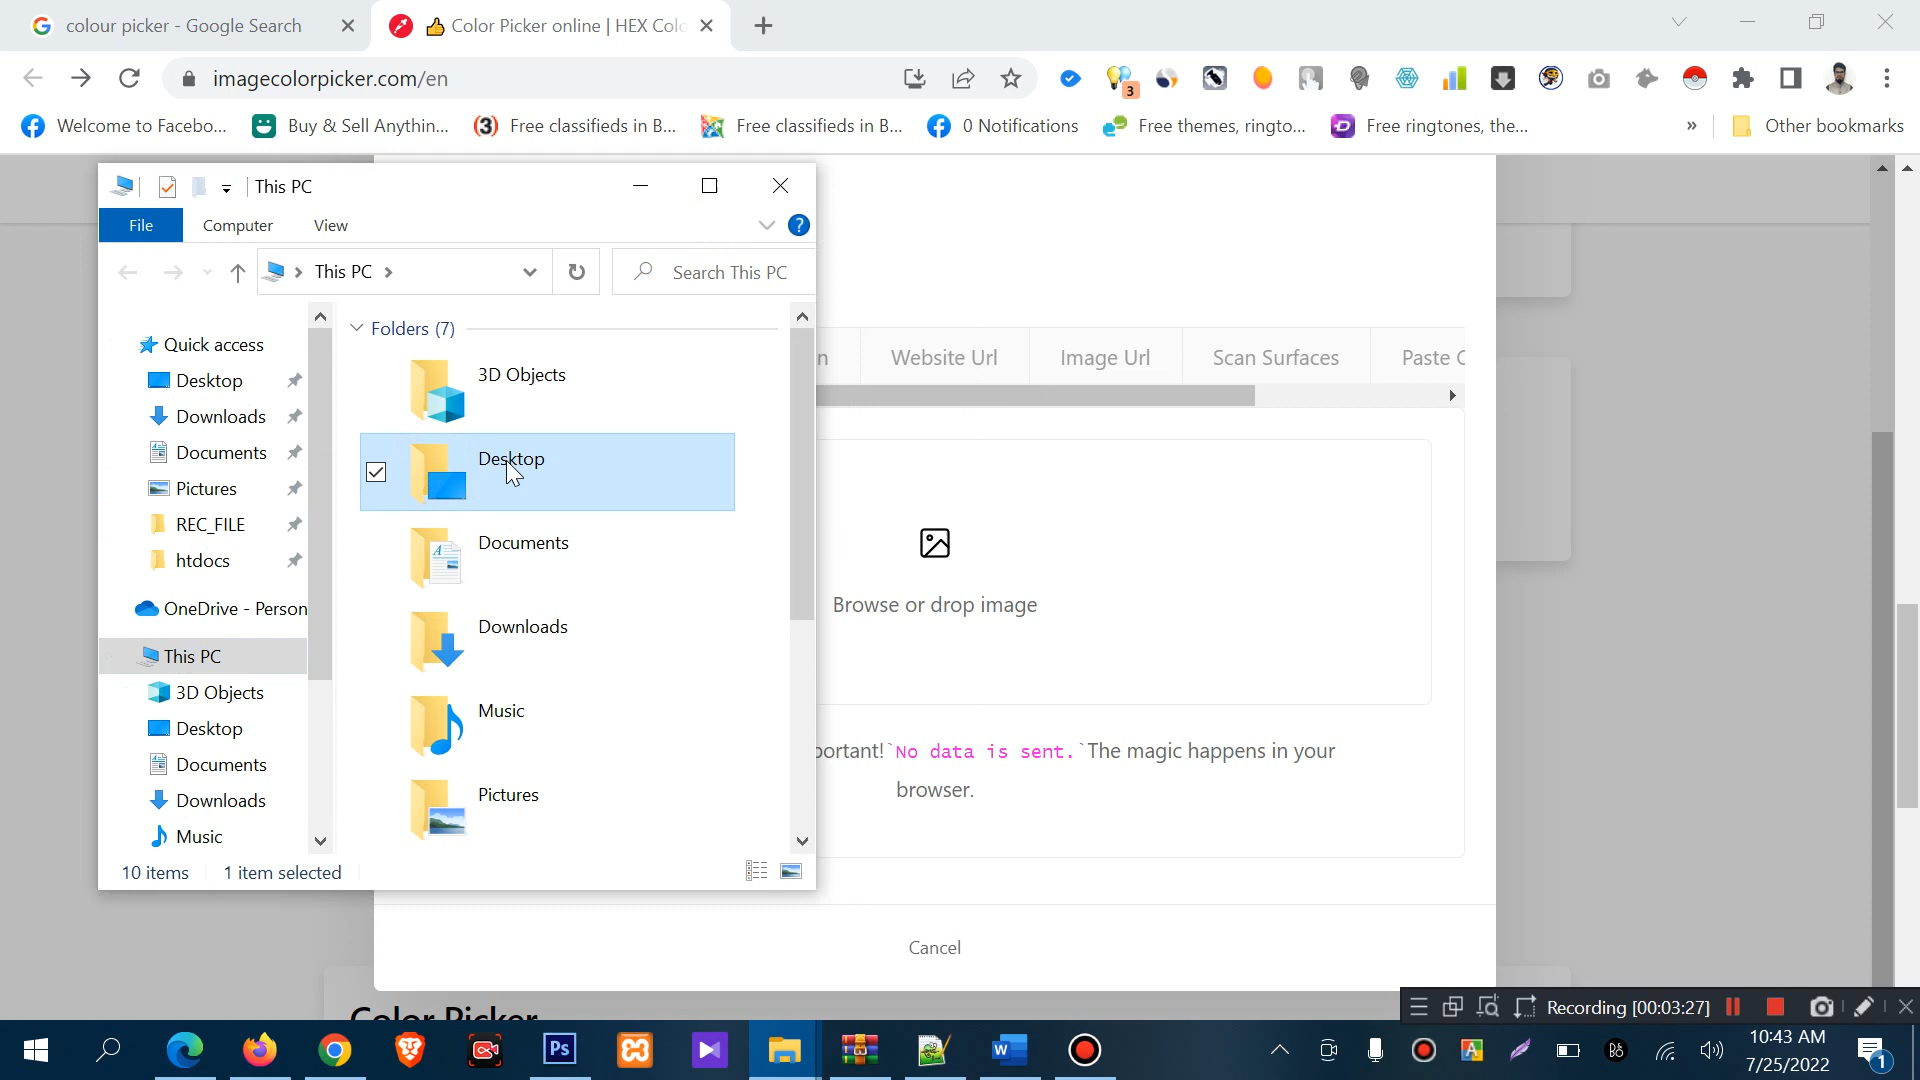 colour picker - Google Search
👍 Color Picker online | HEX Colo
imagecolorpicker.com/en
3
Welcome to Facebo...
Buy & Sell Anythin...
Free classifieds in B...
Free classifieds in B...
0 Notifications
Free themes, ringto...
Free ringtones, the...
»
Other bookmarks
This PC
File
Computer
View
This PC
Search This PC
Quick access
Desktop
Downloads
Documents
Pictures
REC_FILE
htdocs
OneDrive - Person
This PC
3D Objects
Desktop
Documents
Downloads
Music
Folders (7)
3D Objects
Desktop
Documents
Downloads
Music
Pictures
10 items
1 item selected
n
Website Url
Image Url
Scan Surfaces
Paste C
Browse or drop image
portant!`No data is sent.`The magic happens in your
browser.
Cancel
Color Picker
Recording [00:03:27]
Ps
W
10:43 AM
7/25/2022
1